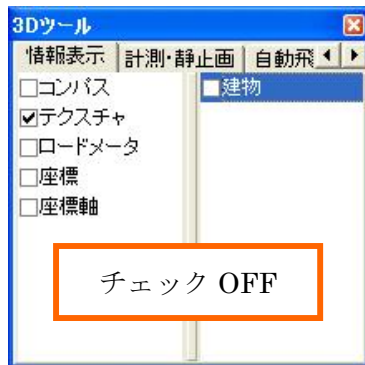 3Dツール
情報表示 計測・静止画 自動飛
コンパス
テクスチャ
ロードメータ
座標
座標軸
建物
チェック OFF